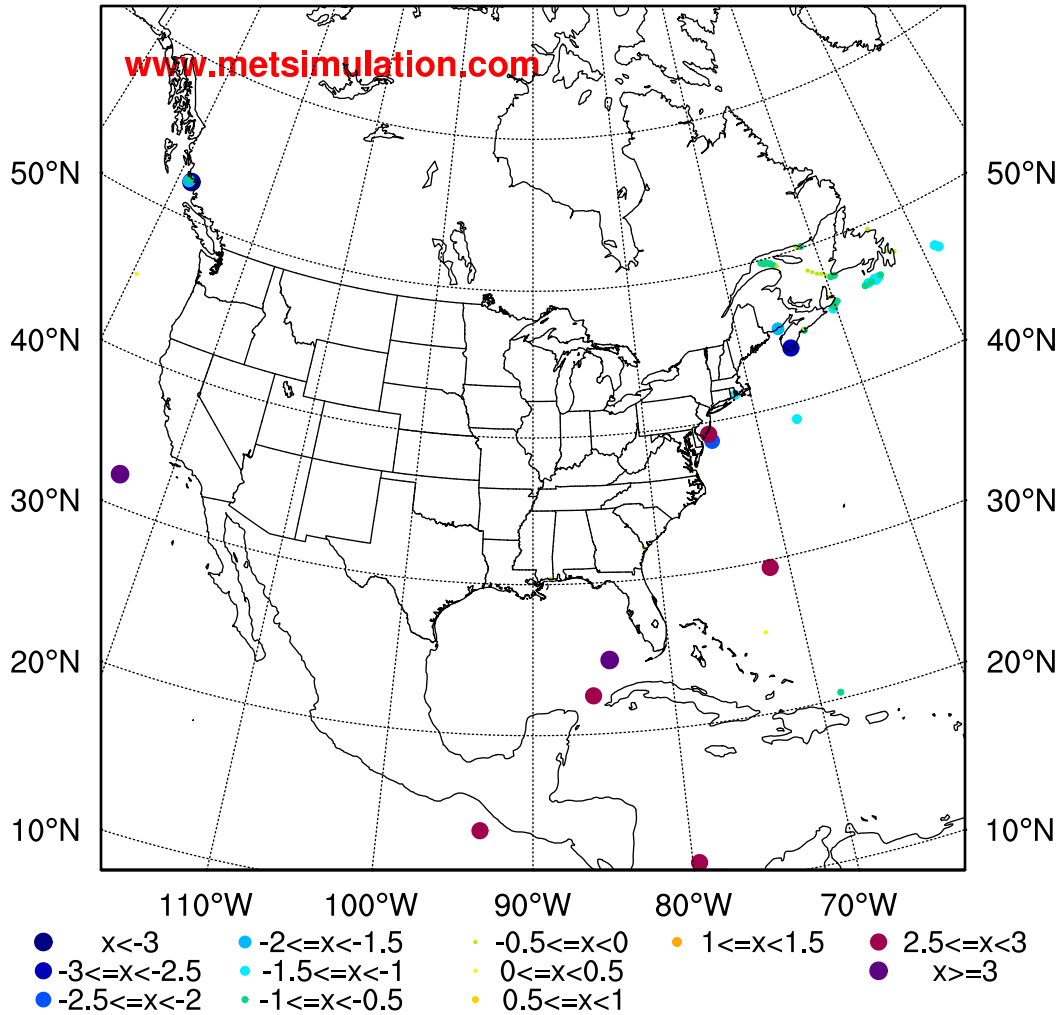 www.metsimulation.com
50°N 50°N
40°N 40°N
30°N 30°N
20°N 20°N
10°N 10°N
110°W 100°W 90°W 80°W 70°W
x<-3 -2<=x<-1.5 -0.5<=x<0 1<=x<1.5 2.5<=x<3
-3<=x<-2.5 -1.5<=x<-1 0<=x<0.5 x>=3
-2.5<=x<-2 -1<=x<-0.5 0.5<=x<1